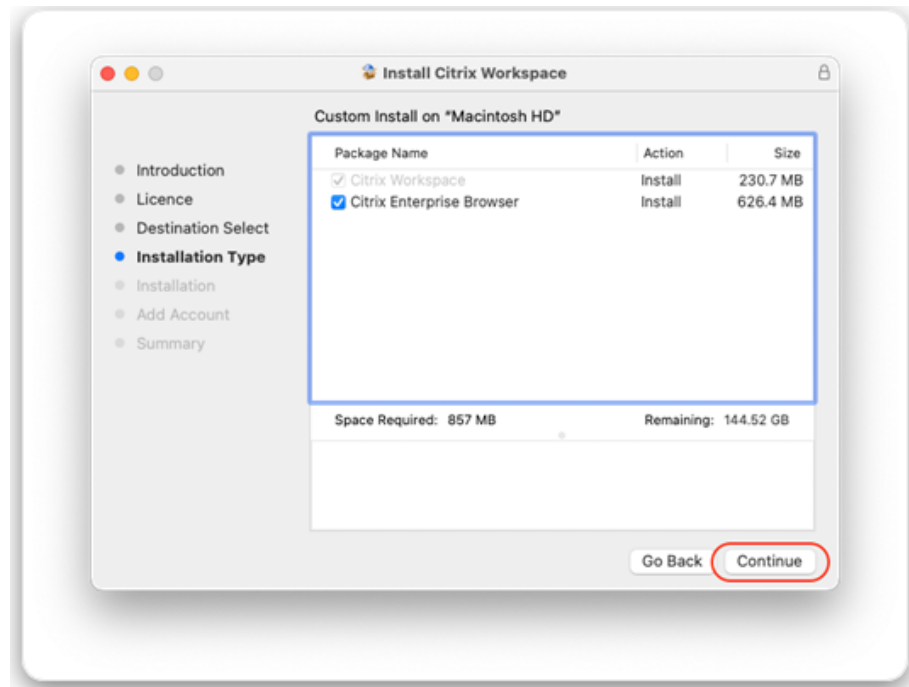 Install Citrix Workspace
Custom Install on "Macintosh HD"
Introduction
Licence
Destination Select
Installation Type
Installation
Add Account
Summary
Package Name Action Size
Citrix Workspace Install 230.7 MB
Citrix Enterprise Browser Install 626.4 MB
Space Required: 857 MB Remaining: 144.52 GB
Go Back Continue